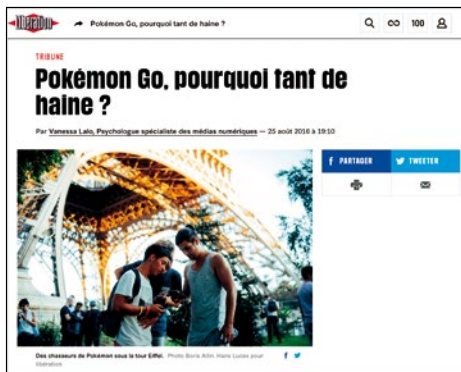 Libération
Pokémon Go, pourquoi tant de haine ?
100
TRIBUNE
Pokémon Go, pourquoi tant de
haine ?
Par Vanessa Lalo, Psychologue spécialiste des médias numériques — 25 août 2016 à 19:10
f PARTAGER
TWEETER
Des chasseurs de Pokémon sous la tour Eiffel. Photo Boris Allin. Hans Lucas pour
libération
f